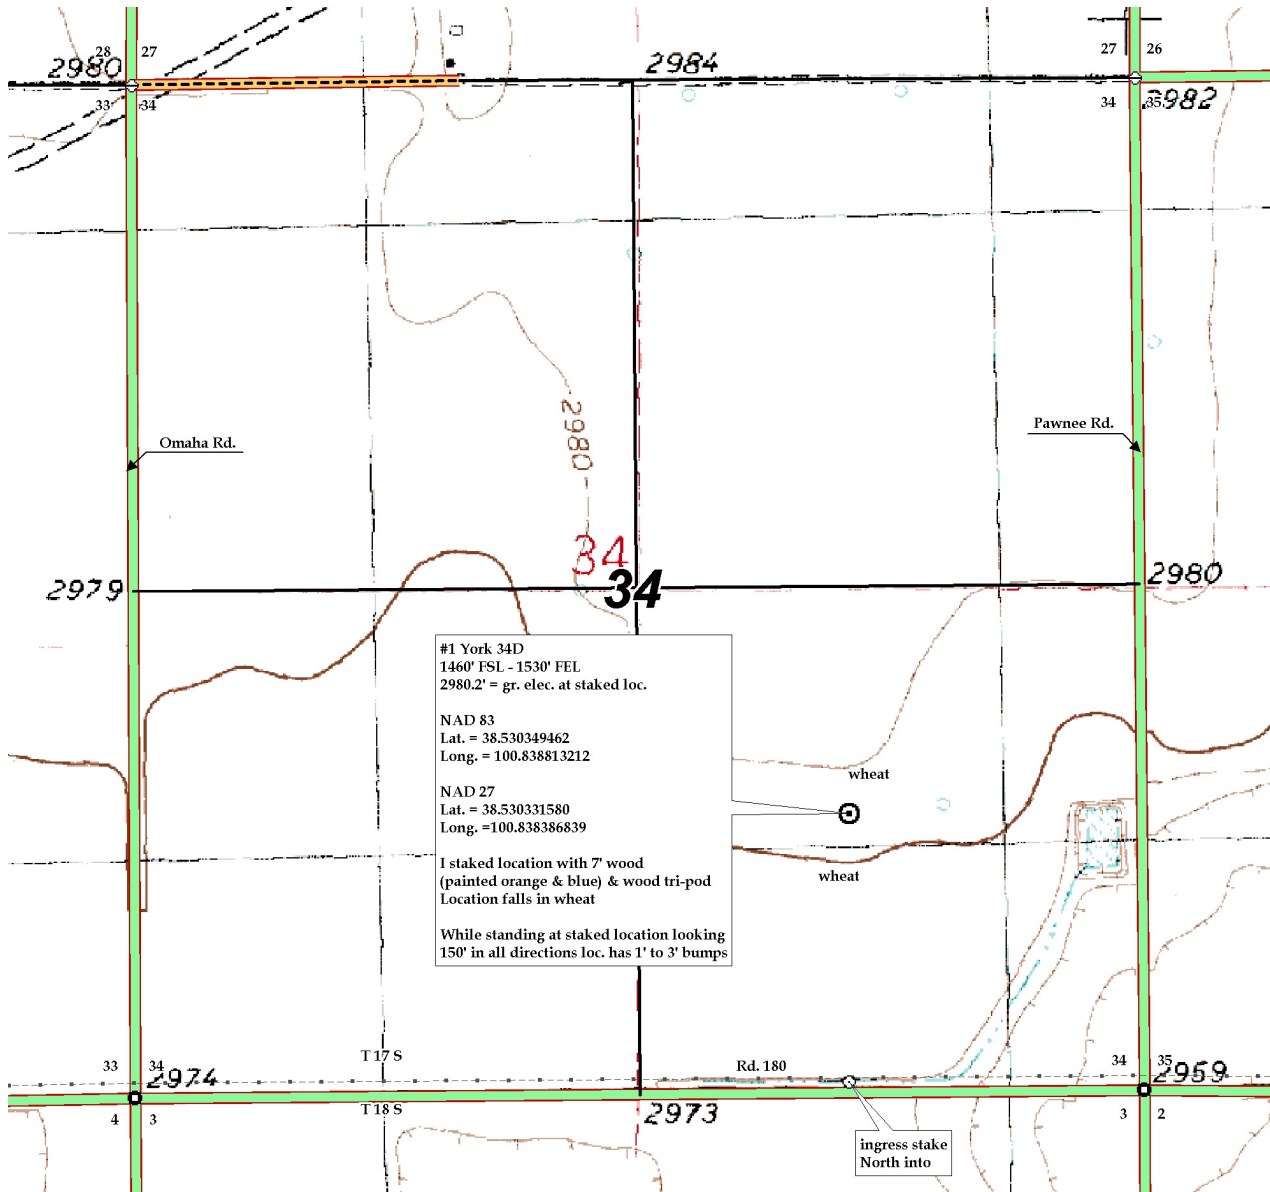 28 27
2980
2984
27 26
33 34
34 35
2982
Omaha Rd.
Pawnee Rd.
2980
34
34
2979
2980
#1 York 34D
1460' FSL - 1530' FEL
2980.2' = gr. elec. at staked loc.
NAD 83
Lat. = 38.530349462
Long. = 100.838813212
NAD 27
Lat. = 38.530331580
Long. =100.838386839
I staked location with 7' wood
(painted orange & blue) & wood tri-pod
Location falls in wheat
While standing at staked location looking
150' in all directions loc. has 1' to 3' bumps
wheat
wheat
T 17 S
Rd. 180
33 34
2974
34 35
2959
4 3
T 18 S
2973
3 2
ingress stake
North into